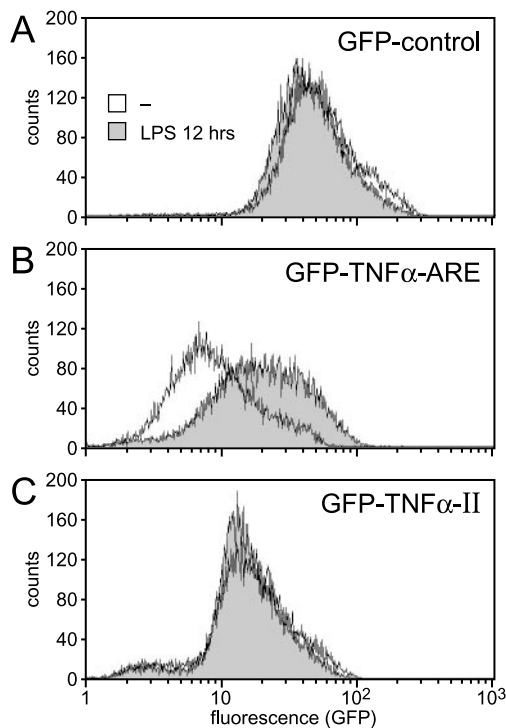 A
GFP-control
200
160
120
80
40
0
counts
–
LPS 12 hrs
B
GFP-TNFα-ARE
200
160
120
80
40
0
counts
C
GFP-TNFα-II
200
160
120
80
40
0
counts
1 10 10² 10³
fluorescence (GFP)